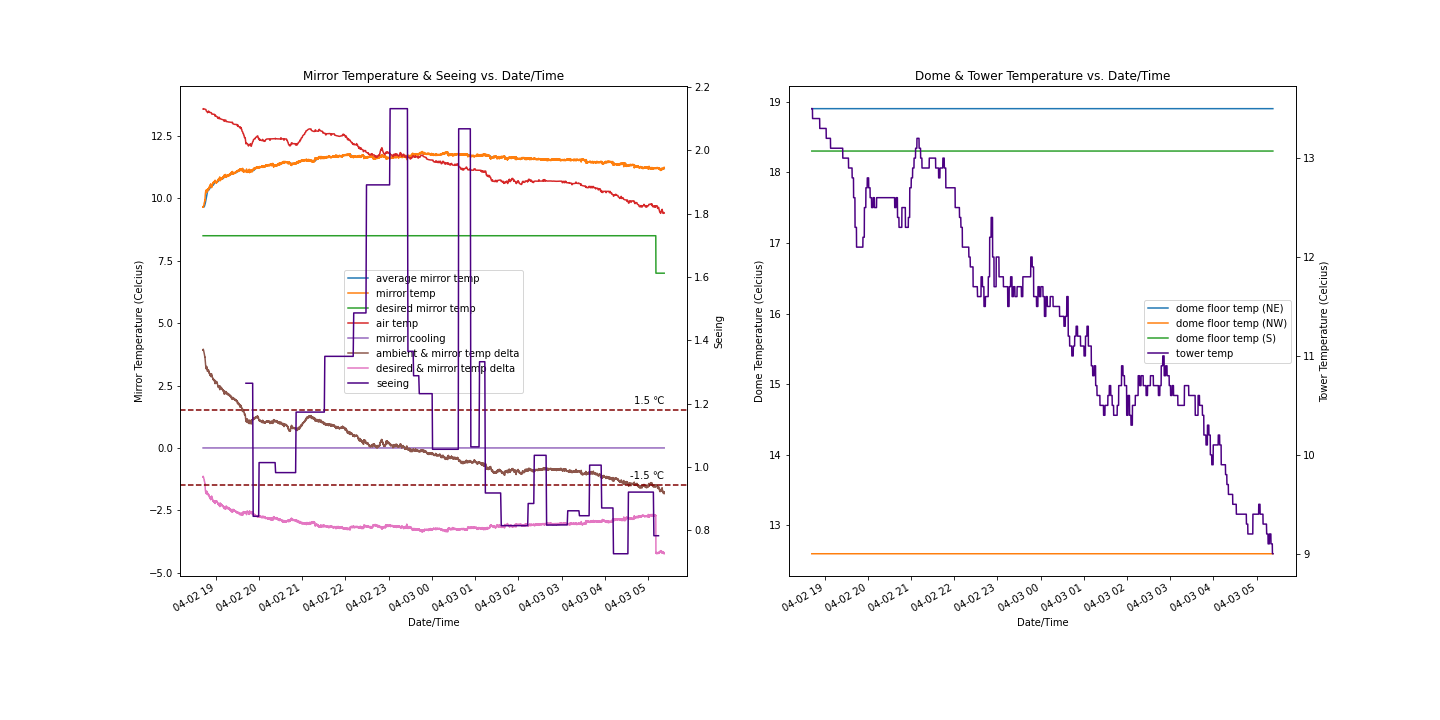 Mirror Temperature & Seeing vs. Date/Time
Mirror Temperature (Celcius)
12.5
10.0
7.5
5.0
2.5
0.0
−2.5
−5.0
average mirror temp
mirror temp
desired mirror temp
air temp
mirror cooling
ambient & mirror temp delta
desired & mirror temp delta
seeing
1.5 °C
-1.5 °C
2.2
2.0
1.8
1.6
1.4
1.2
1.0
0.8
Seeing
04-02 19
04-02 20
04-02 21
04-02 22
04-02 23
04-03 00
04-03 01
04-03 02
04-03 03
04-03 04
04-03 05
Date/Time
Dome & Tower Temperature vs. Date/Time
Dome Temperature (Celcius)
19
18
17
16
15
14
13
dome floor temp (NE)
dome floor temp (NW)
dome floor temp (S)
tower temp
13
12
11
10
9
Tower Temperature (Celcius)
04-02 19
04-02 20
04-02 21
04-02 22
04-02 23
04-03 00
04-03 01
04-03 02
04-03 03
04-03 04
04-03 05
Date/Time